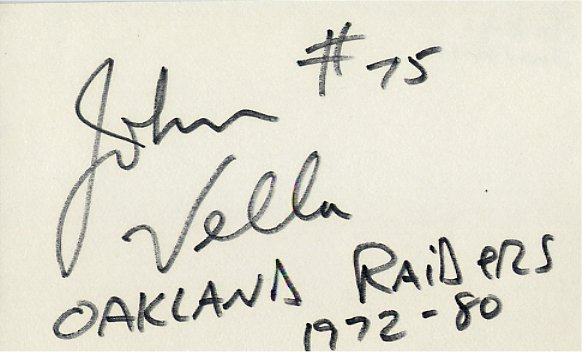 John #75
Vella
OAKLAND RAiDeRS
1972-80